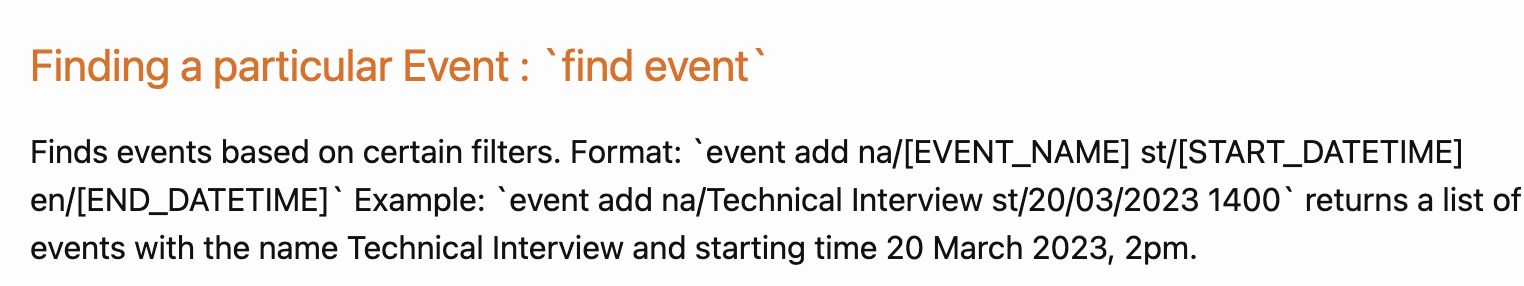 Finding a particular Event : `find event`
Finds events based on certain filters. Format: `event add na/[EVENT_NAME] st/[START_DATETIME]
en/[END_DATETIME]` Example: `event add na/Technical Interview st/20/03/2023 1400` returns a list of
events with the name Technical Interview and starting time 20 March 2023, 2pm.